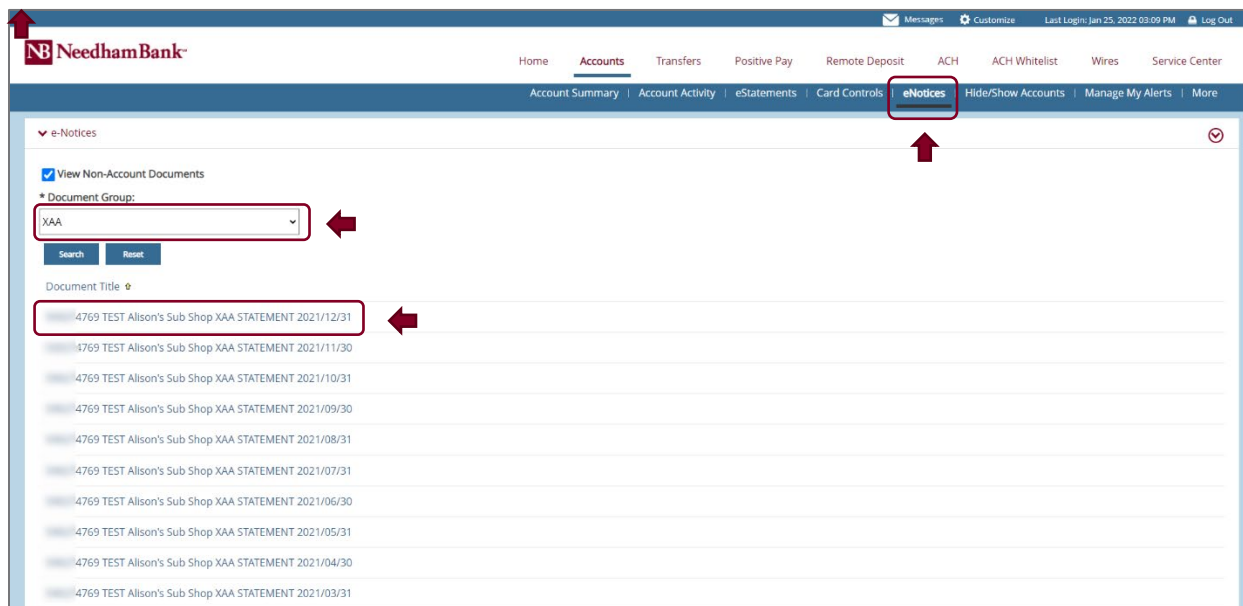 Messages Customize Last Login: Jan 25, 2022 03:09 PM Log Out
NB NeedhamBank
Home Accounts Transfers Positive Pay Remote Deposit ACH ACH Whitelist Wires Service Center
Account Summary | Account Activity | eStatements | Card Controls | eNotices | Hide/Show Accounts | Manage My Alerts | More
e-Notices
View Non-Account Documents
* Document Group:
XAA
Search Reset
Document Title
4769 TEST Alison's Sub Shop XAA STATEMENT 2021/12/31
4769 TEST Alison's Sub Shop XAA STATEMENT 2021/11/30
4769 TEST Alison's Sub Shop XAA STATEMENT 2021/10/31
4769 TEST Alison's Sub Shop XAA STATEMENT 2021/09/30
4769 TEST Alison's Sub Shop XAA STATEMENT 2021/08/31
4769 TEST Alison's Sub Shop XAA STATEMENT 2021/07/31
4769 TEST Alison's Sub Shop XAA STATEMENT 2021/06/30
4769 TEST Alison's Sub Shop XAA STATEMENT 2021/05/31
4769 TEST Alison's Sub Shop XAA STATEMENT 2021/04/30
4769 TEST Alison's Sub Shop XAA STATEMENT 2021/03/31